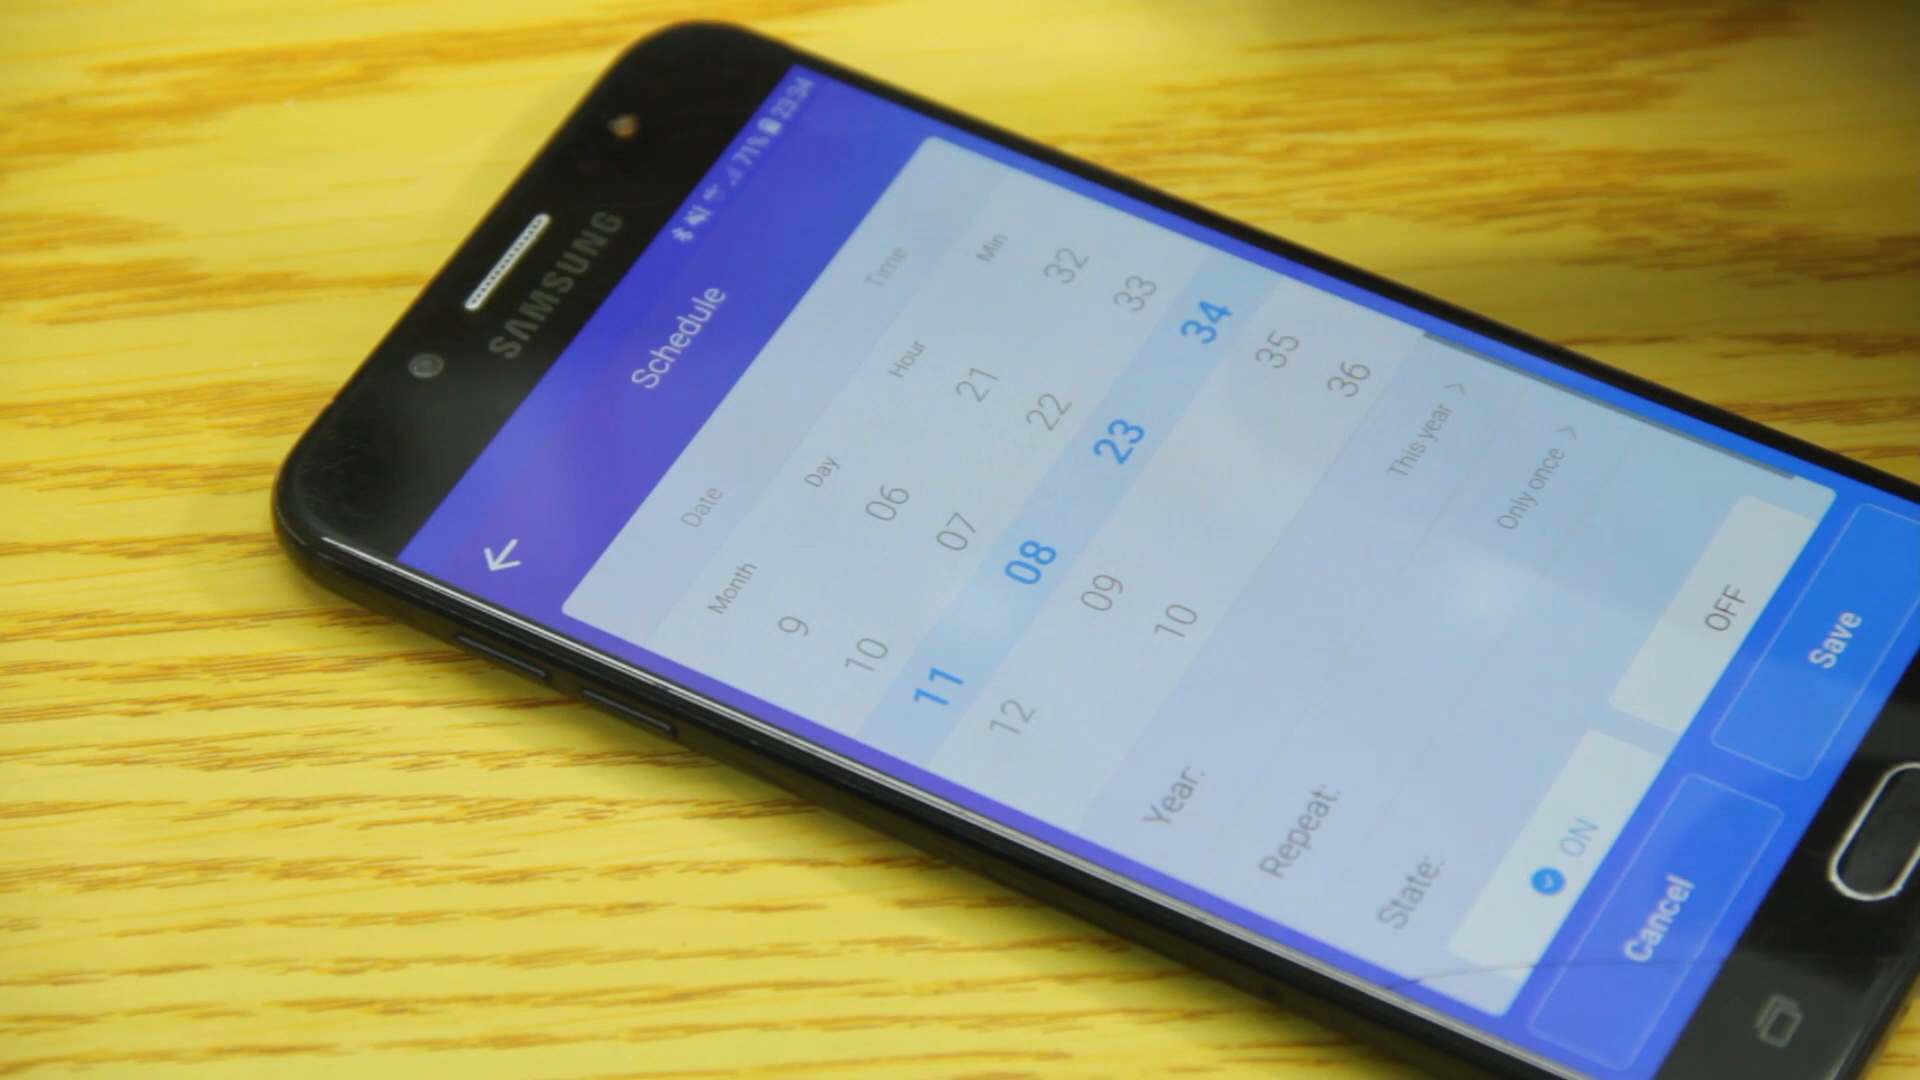 SAMSUNG
71% 23:34
Schedule
Date Time
Month Day Hour Min
9 06 21 32
10 07 22 33
11 08 23 34
12 09 35
10 36
Year: This year >
Repeat: Only once >
State:
ON OFF
Cancel Save